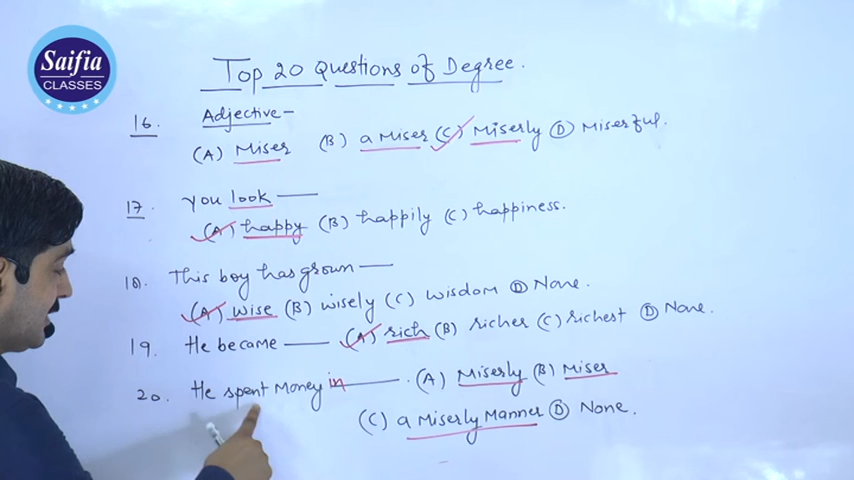 Saifia
CLASSES
Top 20 Questions of Degree.
16. Adjective-
(A) Miser (B) a Miser (C) Miserly (D) Miserful.
17. You look —
(A) happy (B) happily (C) happiness.
18. This boy has grown —
(A) wise (B) wisely (C) wisdom (D) None.
19. He became — (A) rich (B) richer (C) richest (D) None.
20. He spent Money in —. (A) Miserly (B) Miser
(C) a Miserly Manner (D) None.